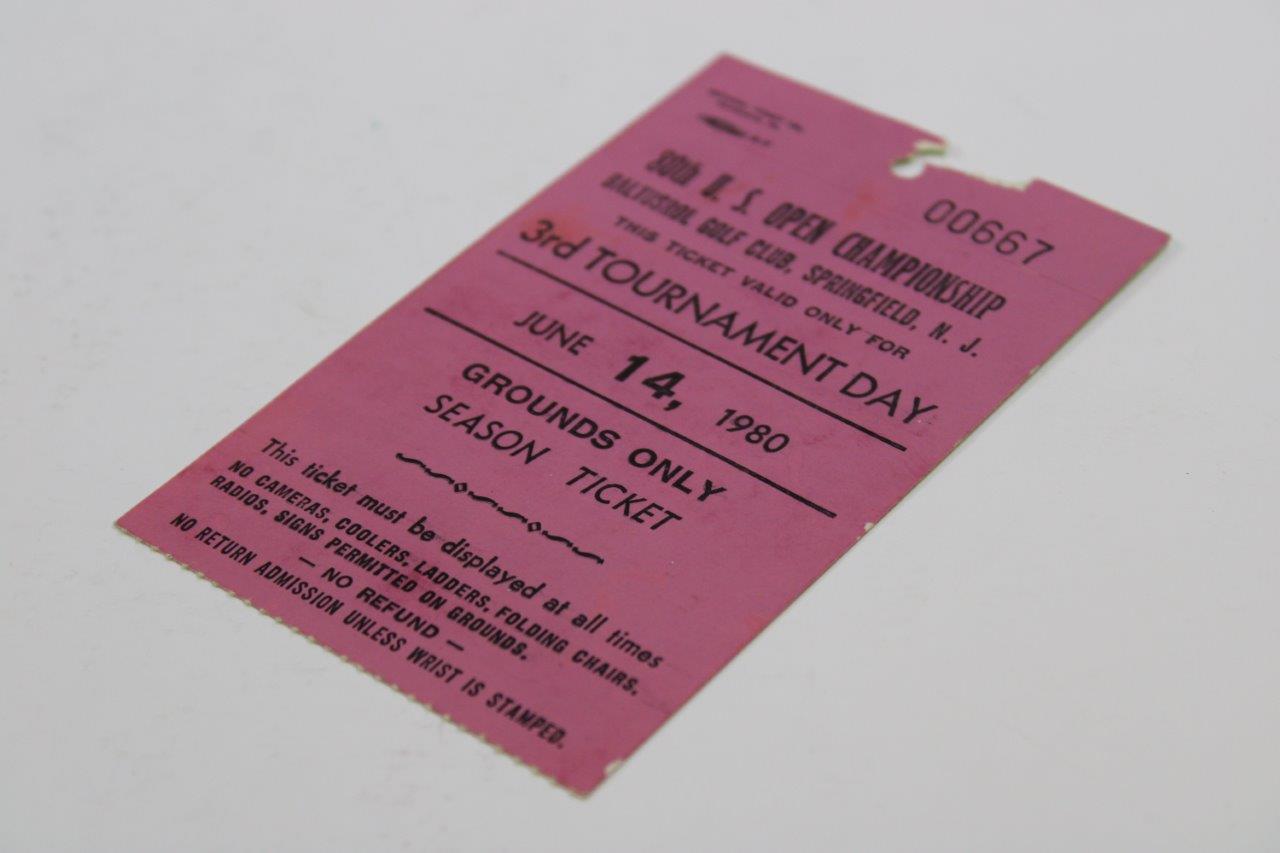 00667
80th U. S. OPEN CHAMPIONSHIP
BALTUSROL GOLF CLUB, SPRINGFIELD, N. J.
THIS TICKET VALID ONLY FOR
3rd TOURNAMENT DAY
JUNE 14, 1980
GROUNDS ONLY
SEASON TICKET
This ticket must be displayed at all times
NO CAMERAS, COOLERS, LADDERS, FOLDING CHAIRS,
RADIOS, SIGNS PERMITTED ON GROUNDS.
— NO REFUND —
NO RETURN ADMISSION UNLESS WRIST IS STAMPED.